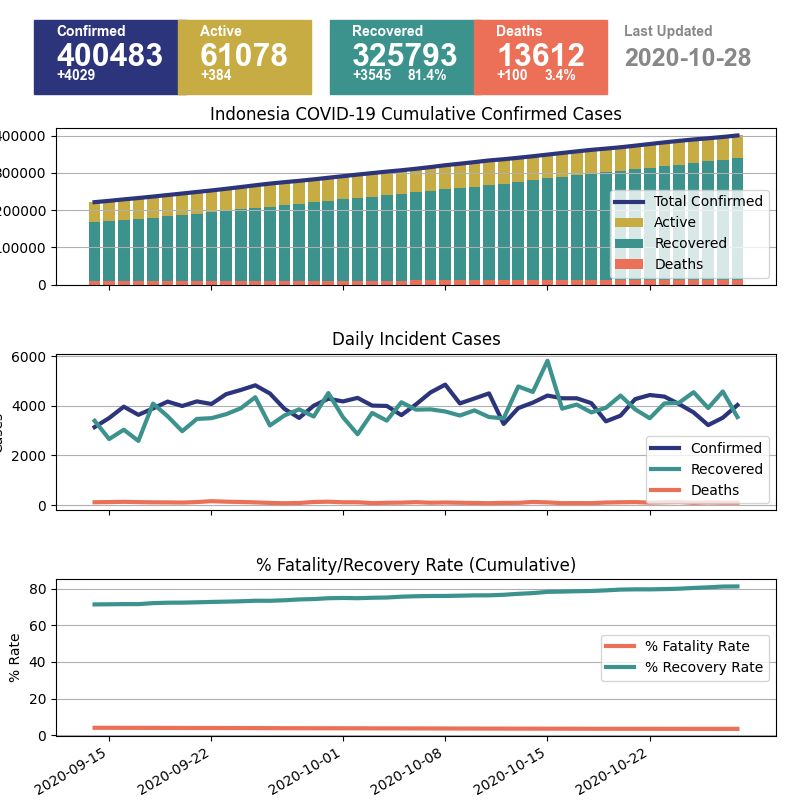 Confirmed
400483
+4029
Active
61078
+384
Recovered
325793
+3545 81.4%
Deaths
13612
+100 3.4%
Last Updated
2020-10-28
Indonesia COVID-19 Cumulative Confirmed Cases
400000
300000
200000
100000
0
Total Confirmed
Active
Recovered
Deaths
Daily Incident Cases
6000
4000
2000
0
Cases
Confirmed
Recovered
Deaths
% Fatality/Recovery Rate (Cumulative)
80
60
40
20
0
% Rate
% Fatality Rate
% Recovery Rate
2020-09-15
2020-09-22
2020-10-01
2020-10-08
2020-10-15
2020-10-22